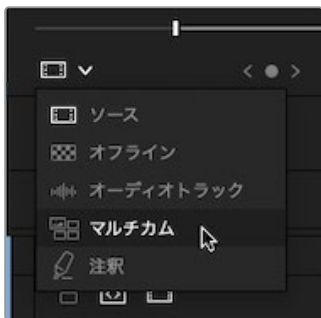 ソース
オフライン
オーディオトラック
マルチカム
注釈